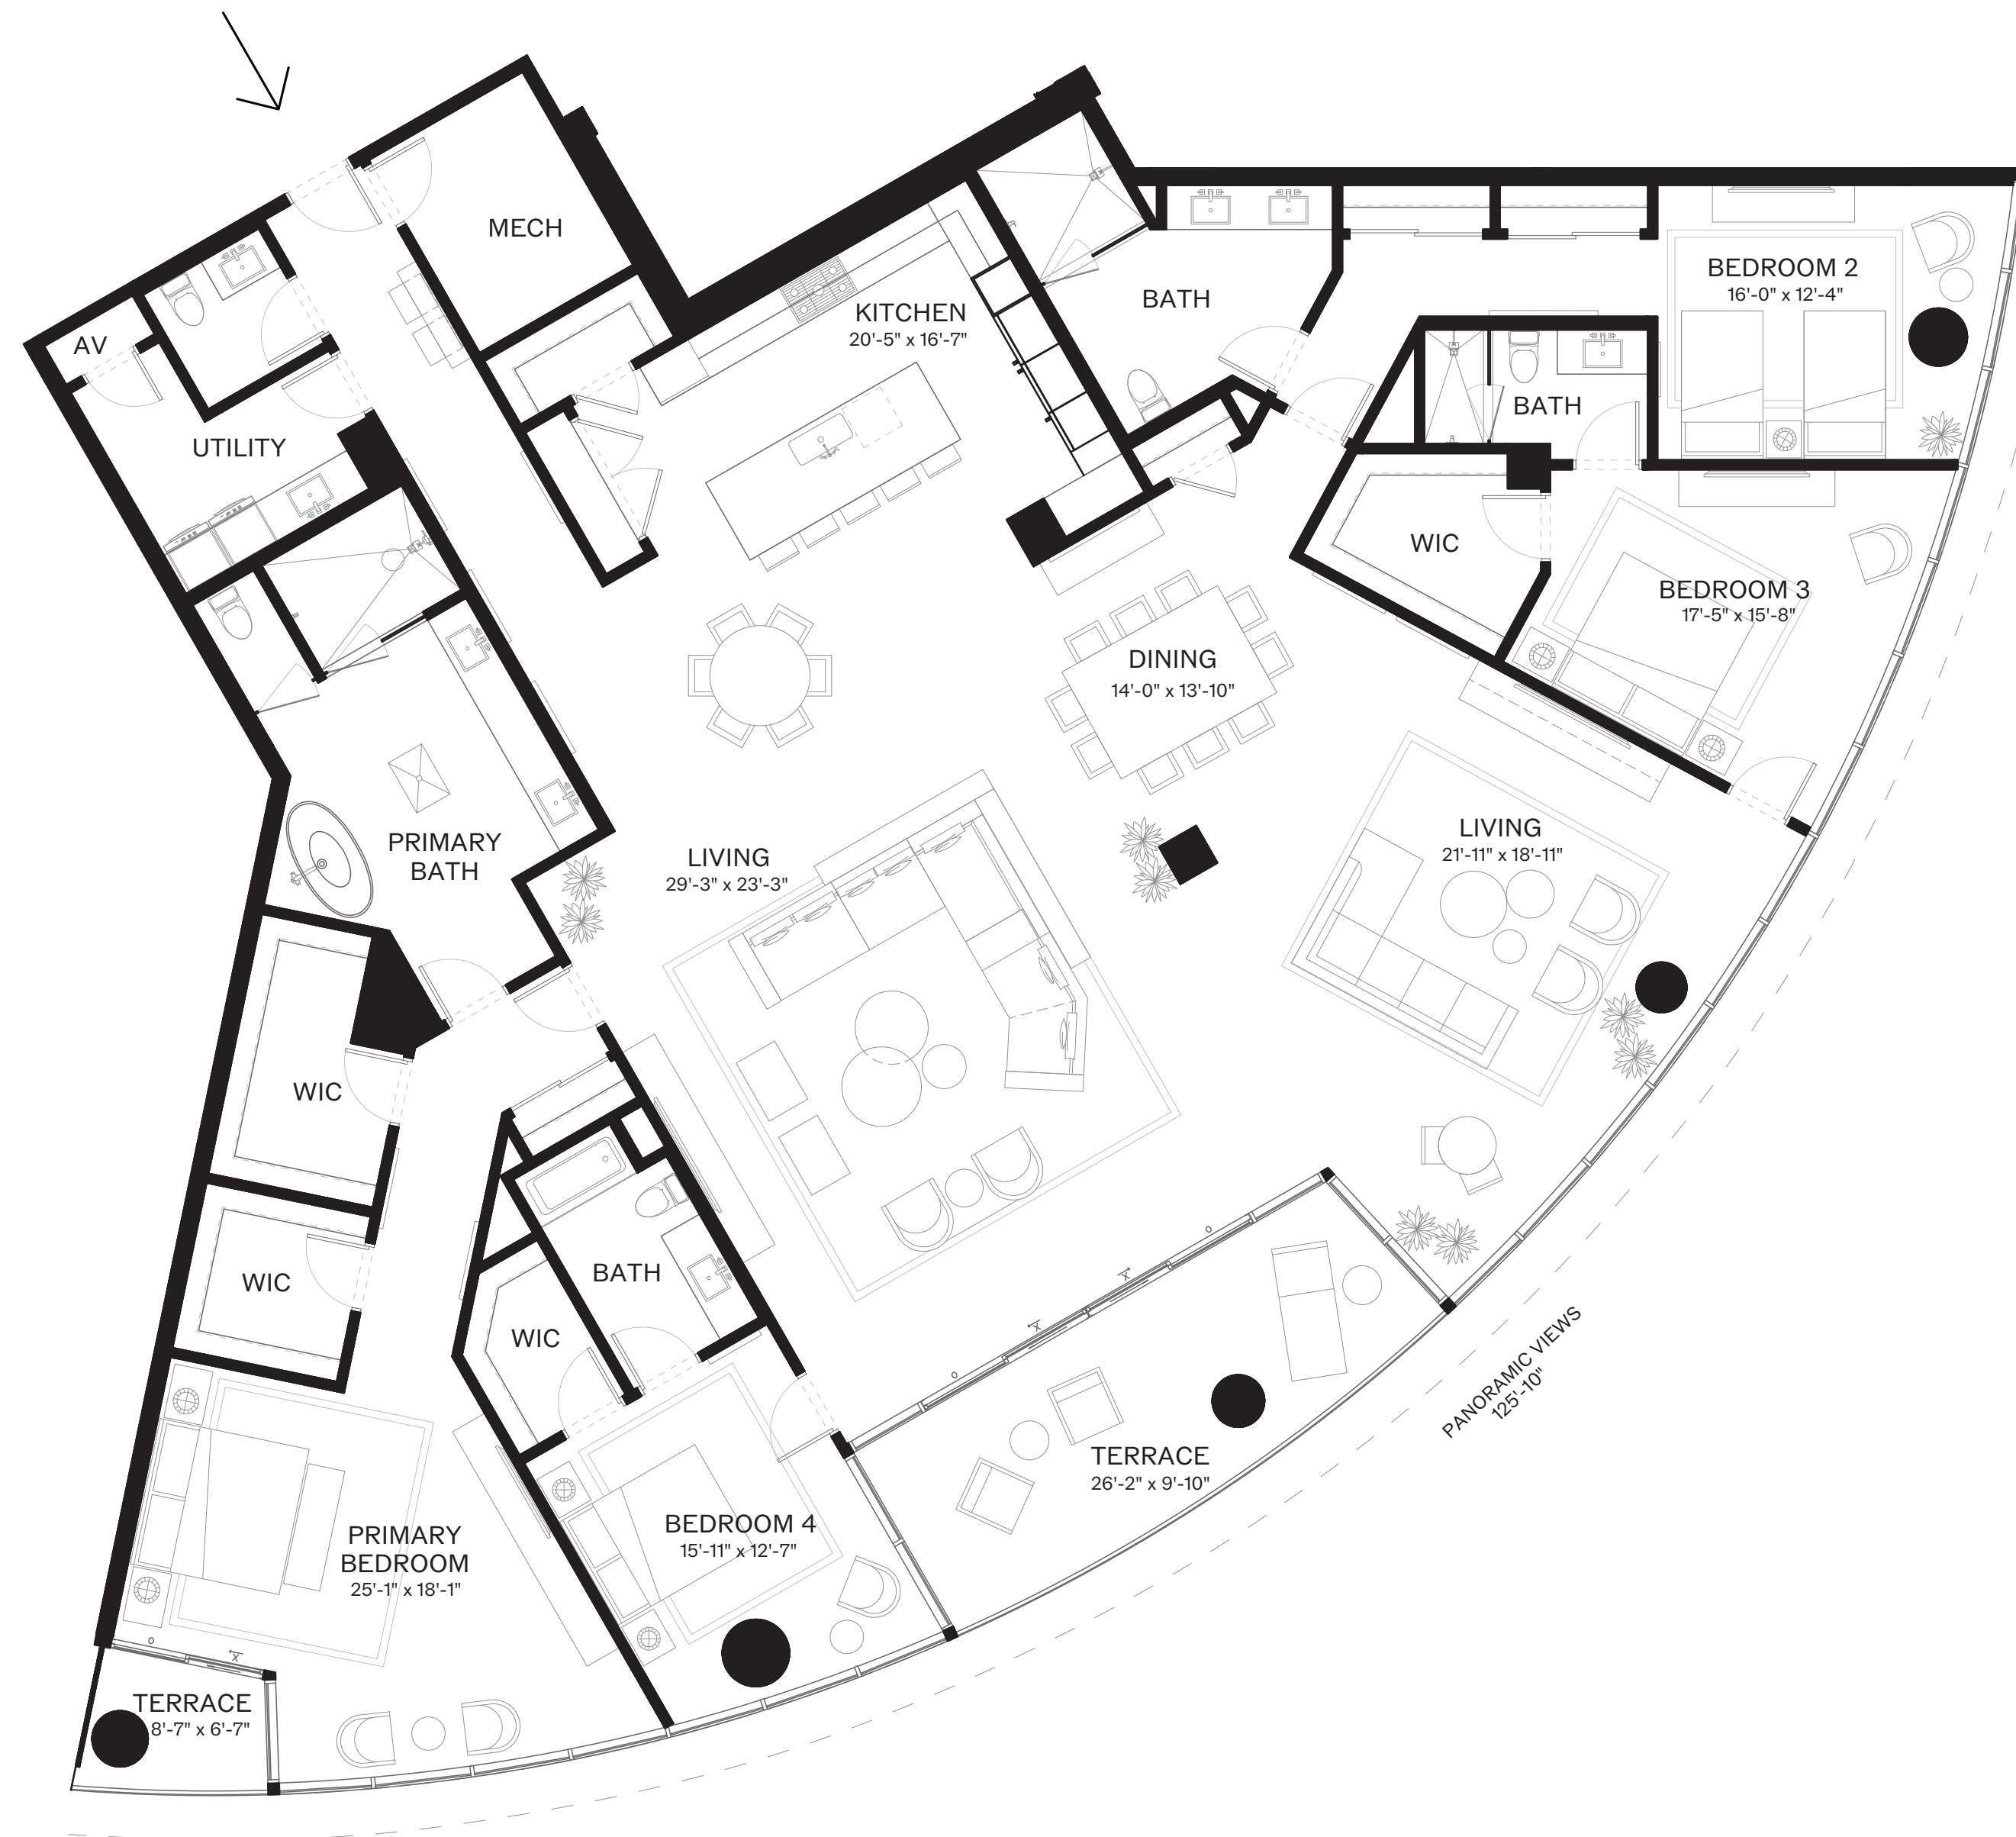 MECH
AV
UTILITY
KITCHEN
20'-5" x 16'-7"
BATH
BEDROOM 2
16'-0" x 12'-4"
BATH
WIC
BEDROOM 3
17'-5" x 15'-8"
DINING
14'-0" x 13'-10"
PRIMARY
BATH
LIVING
29'-3" x 23'-3"
LIVING
21'-11" x 18'-11"
WIC
WIC
BATH
WIC
PRIMARY
BEDROOM
25'-1" x 18'-1"
BEDROOM 4
15'-11" x 12'-7"
O
X
X
O
TERRACE
26'-2" x 9'-10"
PANORAMIC VIEWS
125'-10"
O
X
TERRACE
8'-7" x 6'-7"